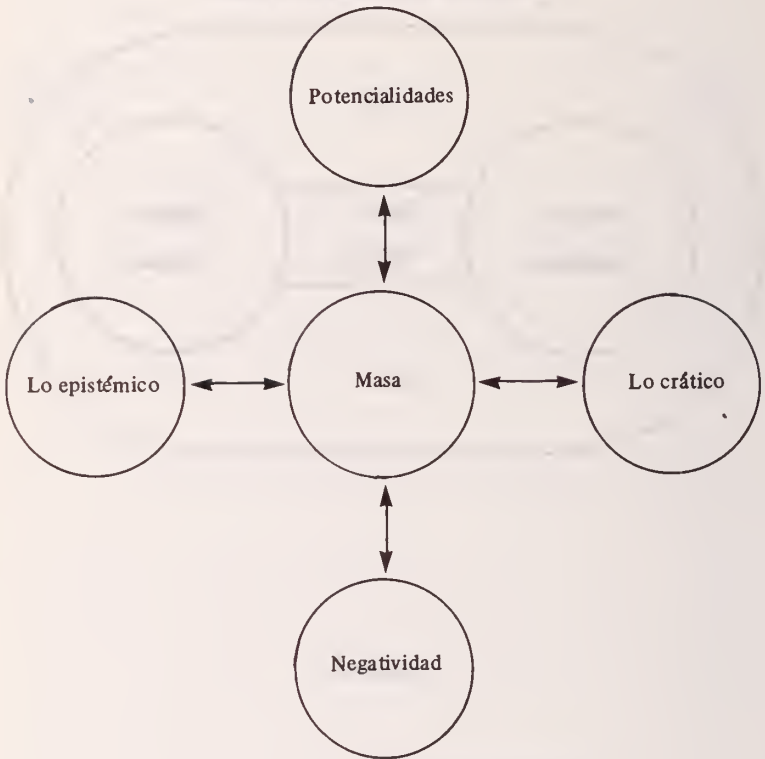 Potencialidades
Lo epistémico
Masa
Lo crático
Negatividad